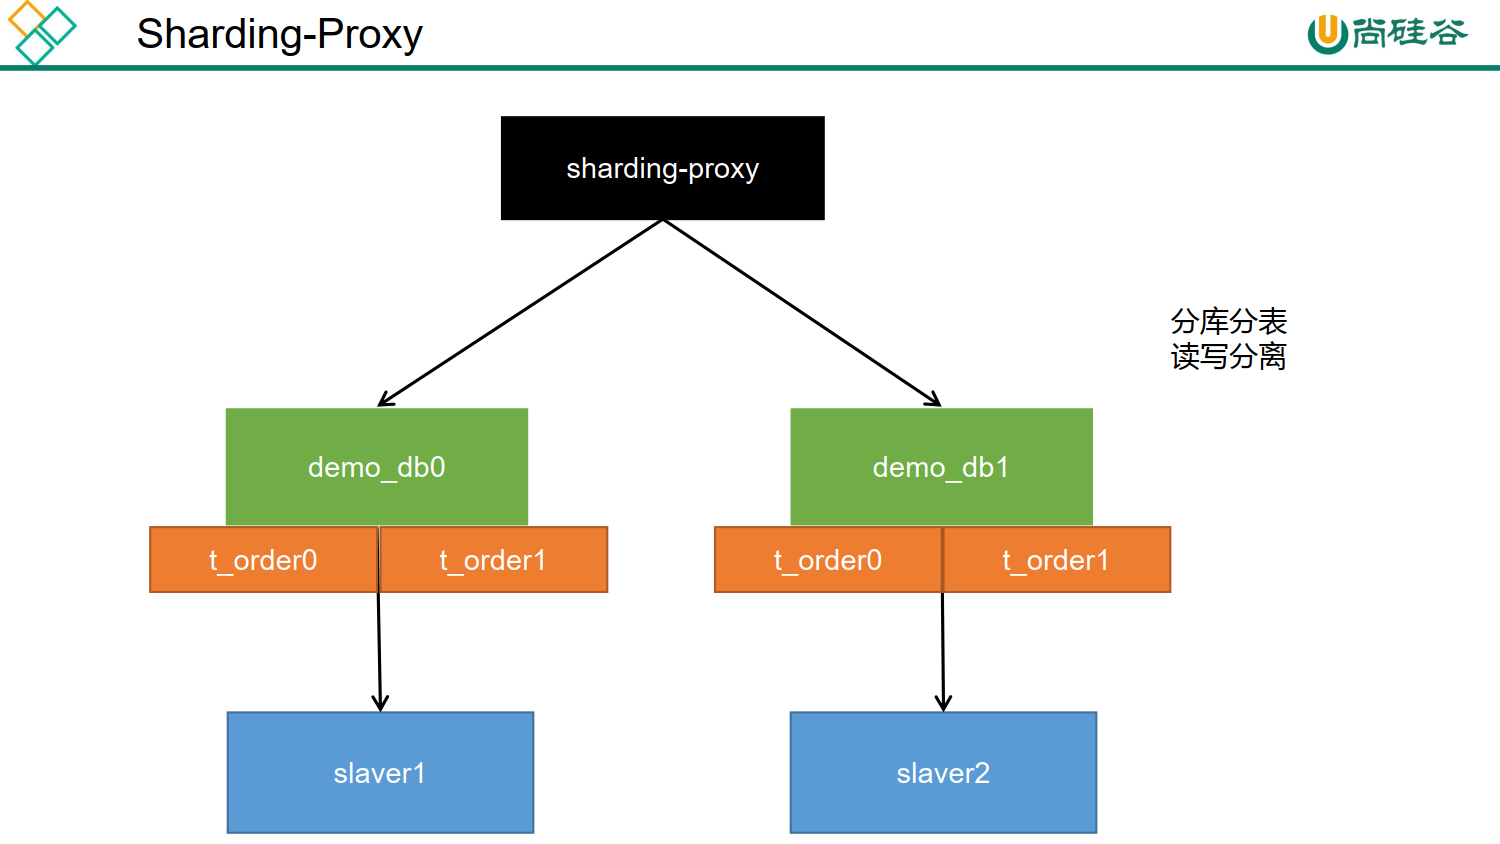 Sharding-Proxy
尚硅谷
sharding-proxy
分库分表
读写分离
demo_db0
demo_db1
t_order0
t_order1
t_order0
t_order1
slaver1
slaver2